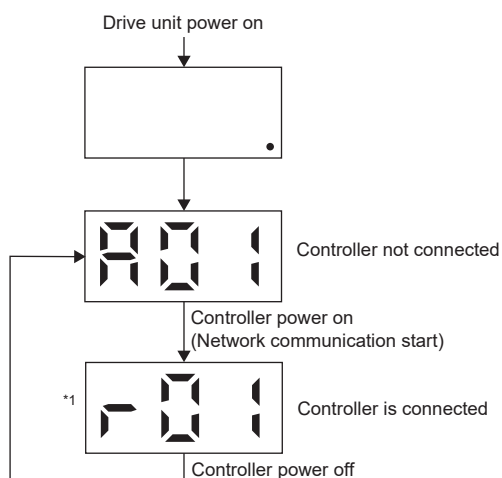 Drive unit power on
A01
Controller not connected
Controller power on
(Network communication start)
*1
r01
Controller is connected
Controller power off